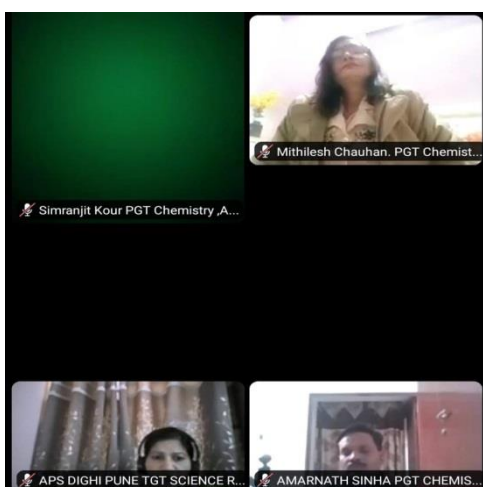 Mithilesh Chauhan. PGT Chemist...
Simranjit Kour PGT Chemistry ,A...
APS DIGHI PUNE TGT SCIENCE R...
AMARNATH SINHA PGT CHEMIS...